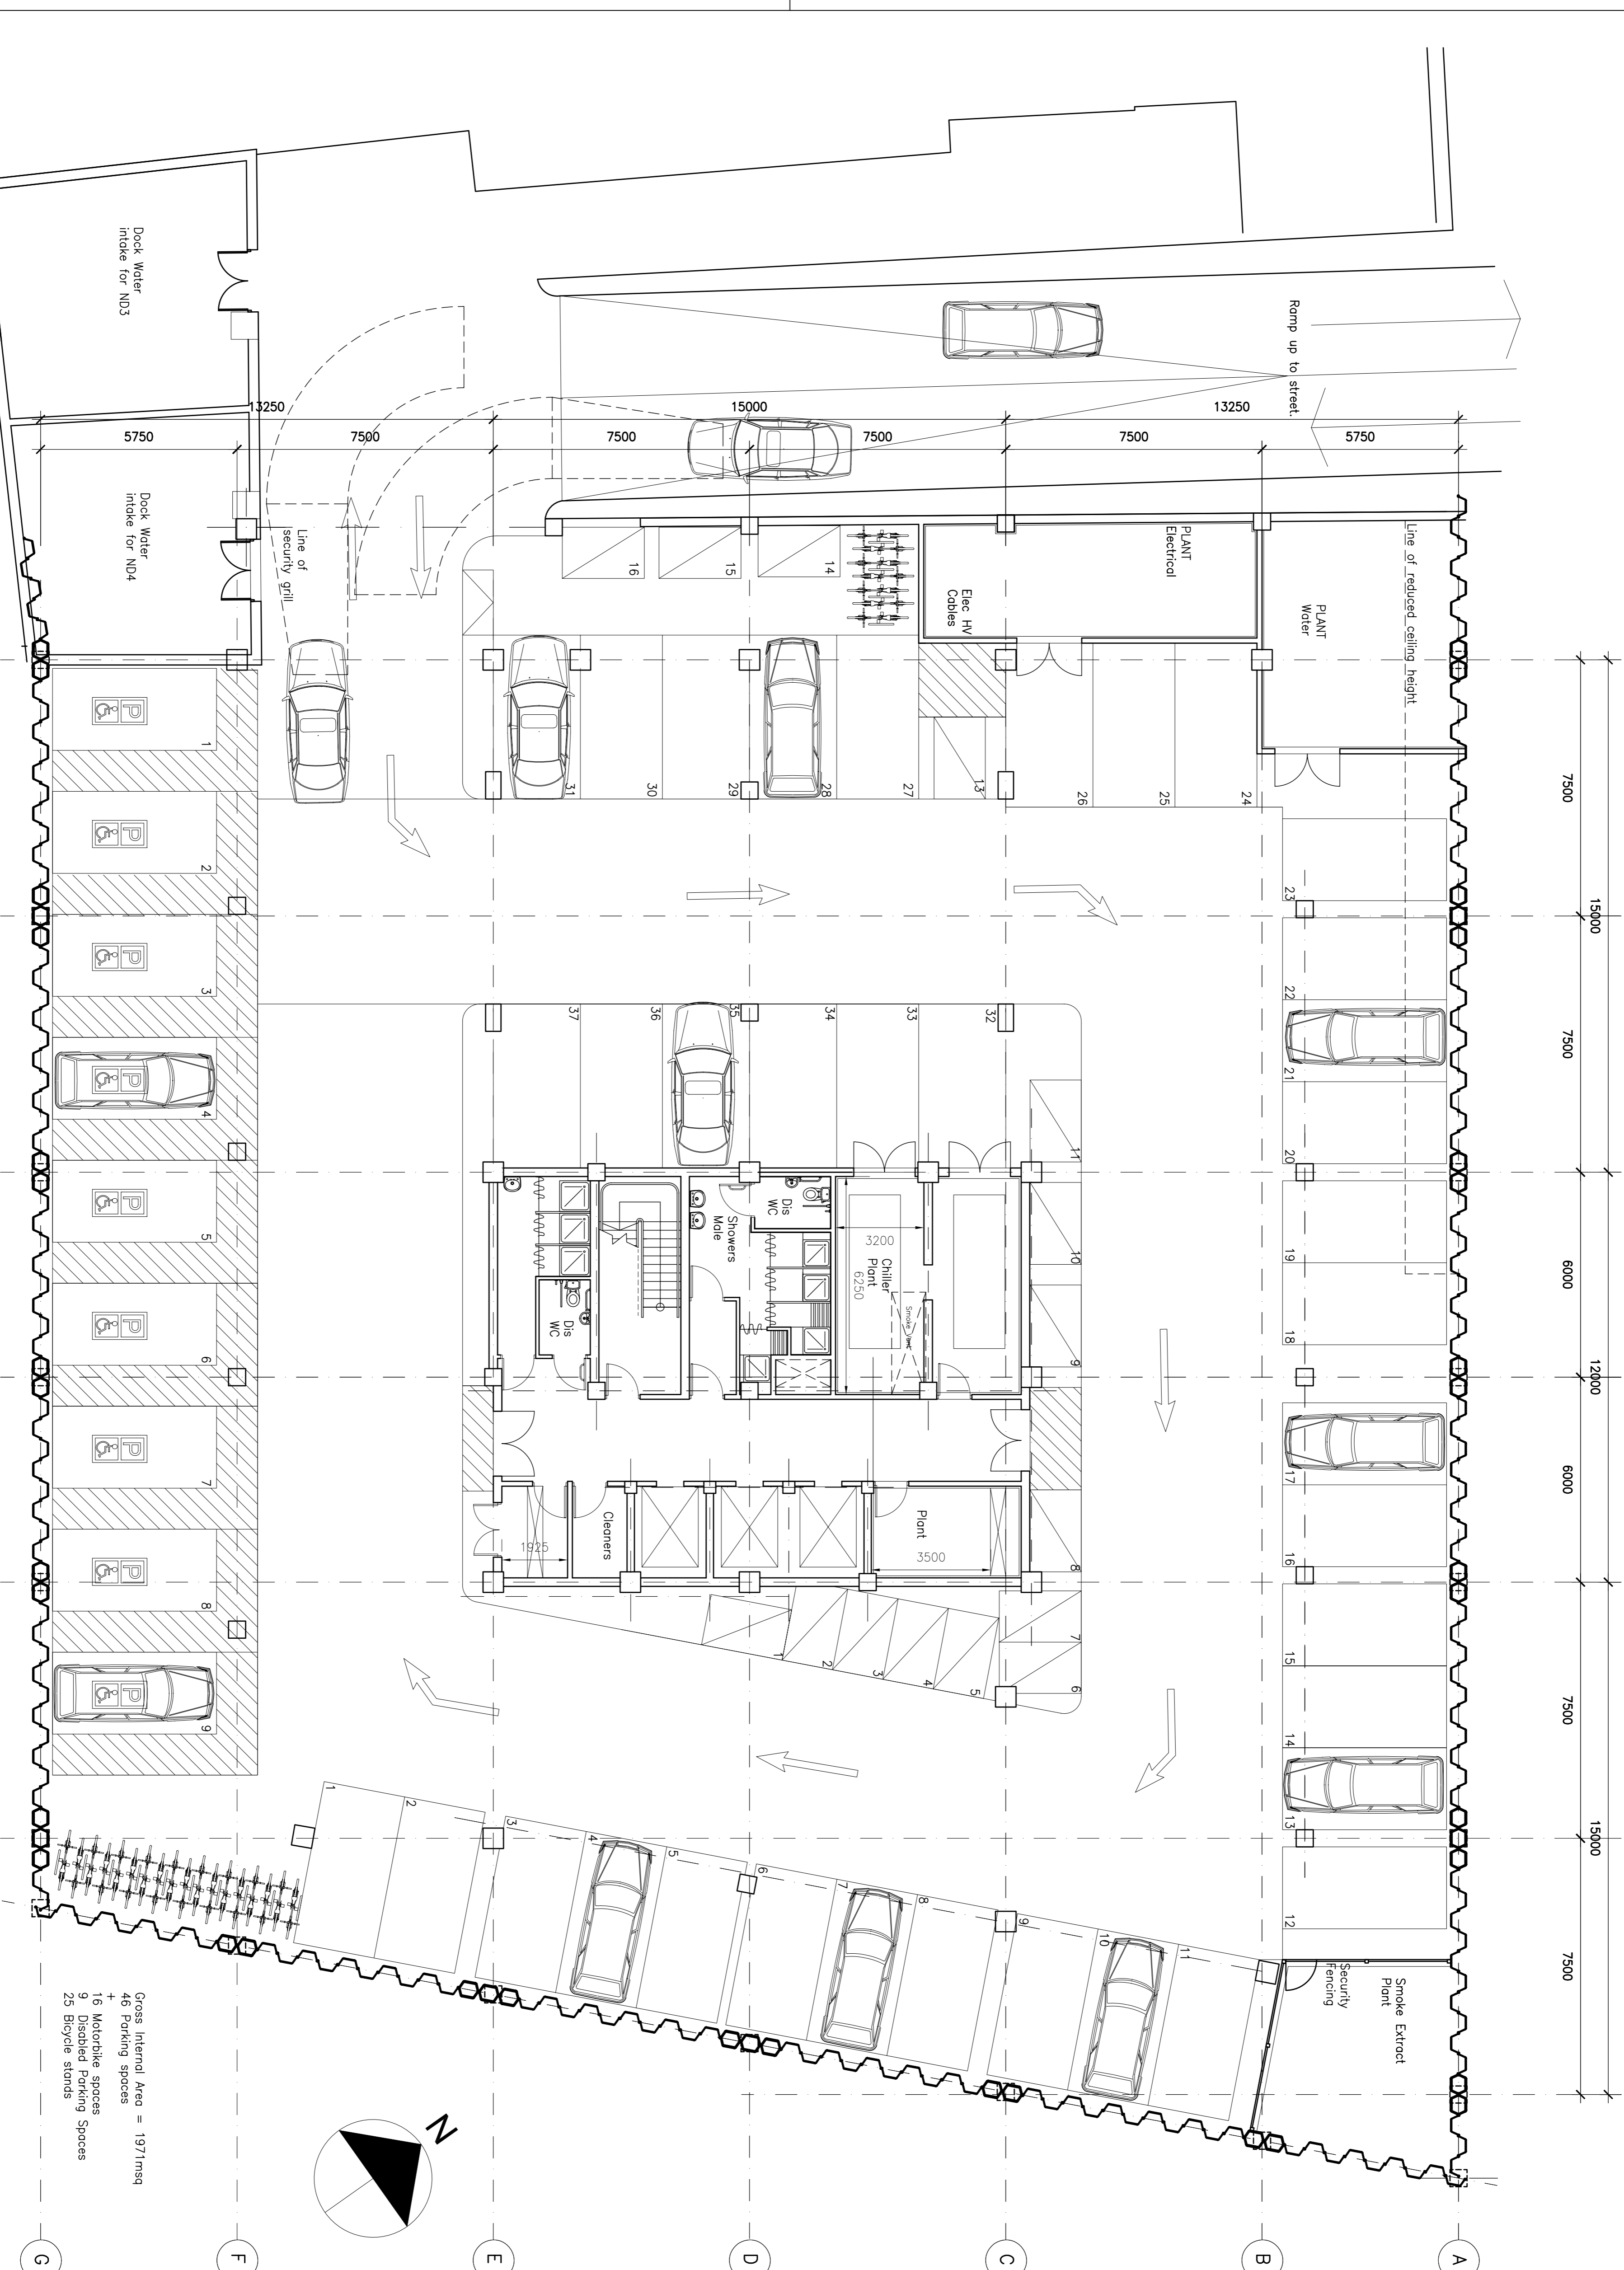 Dock Water
intake for ND3
Dock Water
intake for ND4
Line of
security grill
Ramp up to street.
13250
15000
13250
5750
7500
7500
7500
7500
5750
Line of reduced ceiling height
PLANT
Electrical
PLANT
Water
Elec HV
Cables
16
15
14
31
30
29
28
27
13
26
25
24
23
22
21
20
19
18
17
16
15
14
13
12
7500
15000
7500
6000
12000
6000
7500
15000
7500
P
1
P
2
P
3
P
4
P
5
P
6
P
7
P
8
P
9
37
36
35
34
33
32
11
10
9
8
7
6
Dis
WC
Showers
Male
3200
Chiller
Plant
6250
Smoke Vent
Dis
WC
1925
Cleaners
Plant
3500
1
2
3
4
5
1
2
3
4
5
6
7
8
9
10
11
Security
Fencing
Smoke Extract
Plant
Gross Internal Area = 1971msq
46 Parking spaces
+
16 Motorbike spaces
9 Disabled Parking Spaces
25 Bicycle stands
N
G
F
E
D
C
B
A